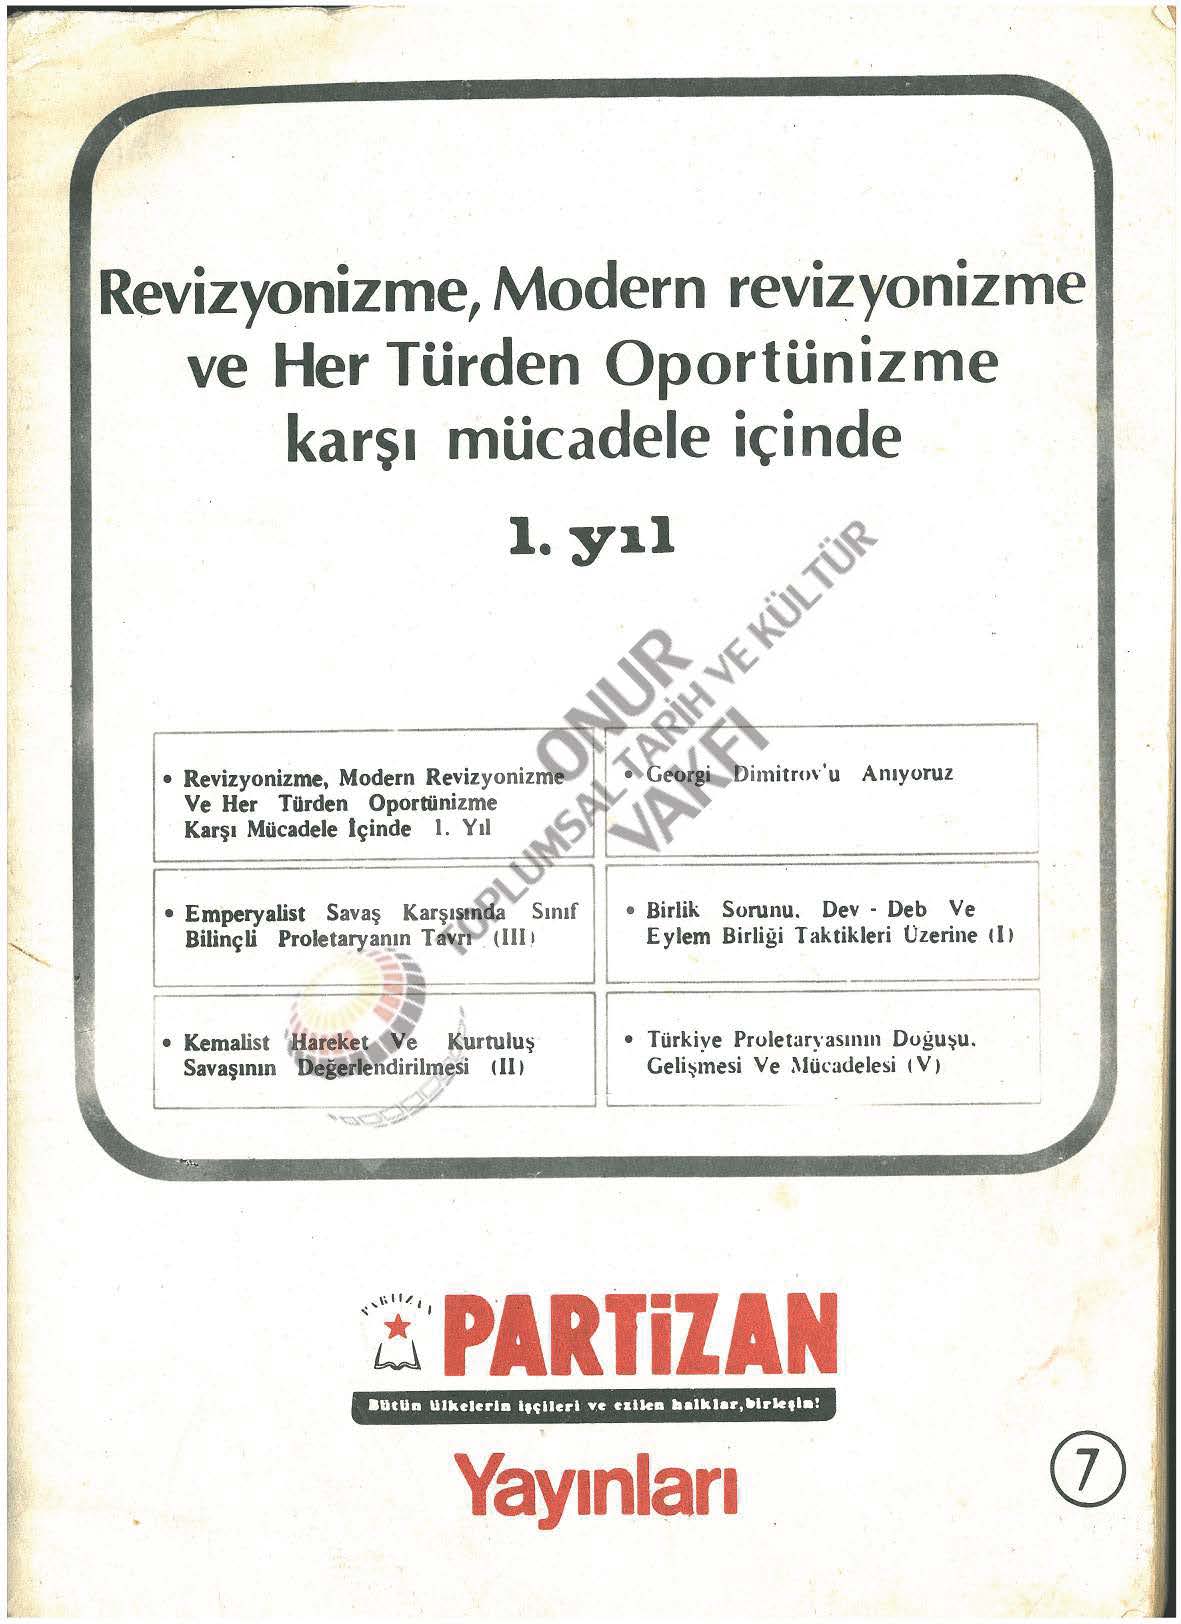 Revizyonizme, Modern revizyonizme
ve Her Türden Oportünizme
karşı mücadele içinde
1. yıl
• Revizyonizme, Modern Revizyonizme
Ve Her Türden Oportünizme
Karşı Mücadele İçinde 1. Yıl
• Georgi Dimitrov'u Anıyoruz
• Emperyalist Savaş Karşısında Sınıf
Bilinçli Proletaryanın Tavrı (III)
• Birlik Sorunu. Dev - Deb Ve
Eylem Birliği Taktikleri Üzerine (I)
• Kemalist Hareket Ve Kurtuluş
Savaşının Değerlendirilmesi (II)
• Türkiye Proletaryasının Doğuşu.
Gelişmesi Ve Mücadelesi (V)
ONUR
TOPLUMSAL TARİH VE KÜLTÜR
VAKFI
PARTİZAN
PARTİZAN
Bütün ülkelerin işçileri ve ezilen halklar, birleşin!
Yayınları
7